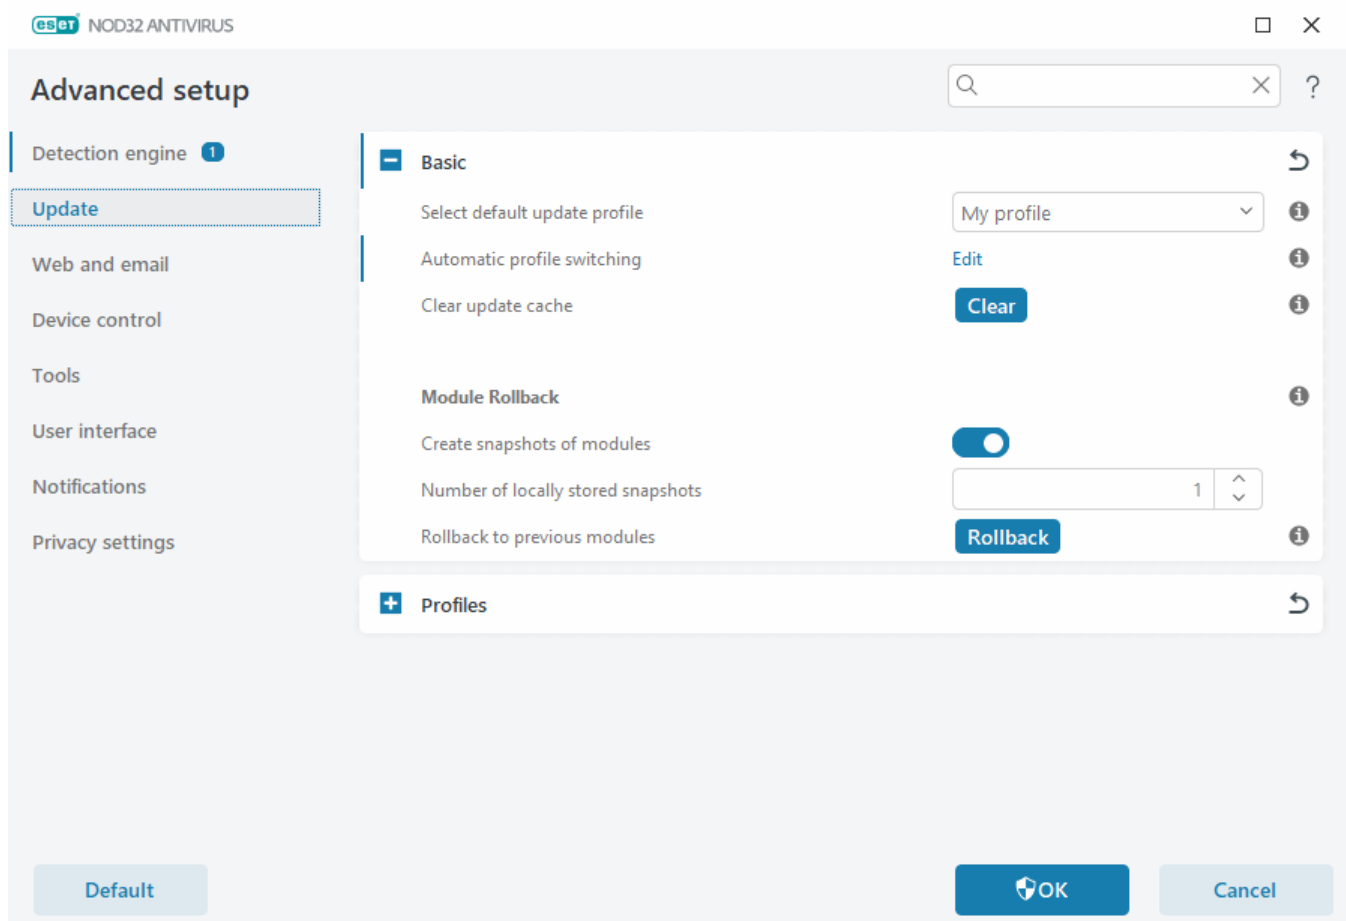 eset NOD32 ANTIVIRUS
Advanced setup
?
Detection engine 1
Update
Web and email
Device control
Tools
User interface
Notifications
Privacy settings
Basic
Select default update profile My profile
Automatic profile switching Edit
Clear update cache Clear
Module Rollback
Create snapshots of modules
Number of locally stored snapshots 1
Rollback to previous modules Rollback
Profiles
Default OK Cancel